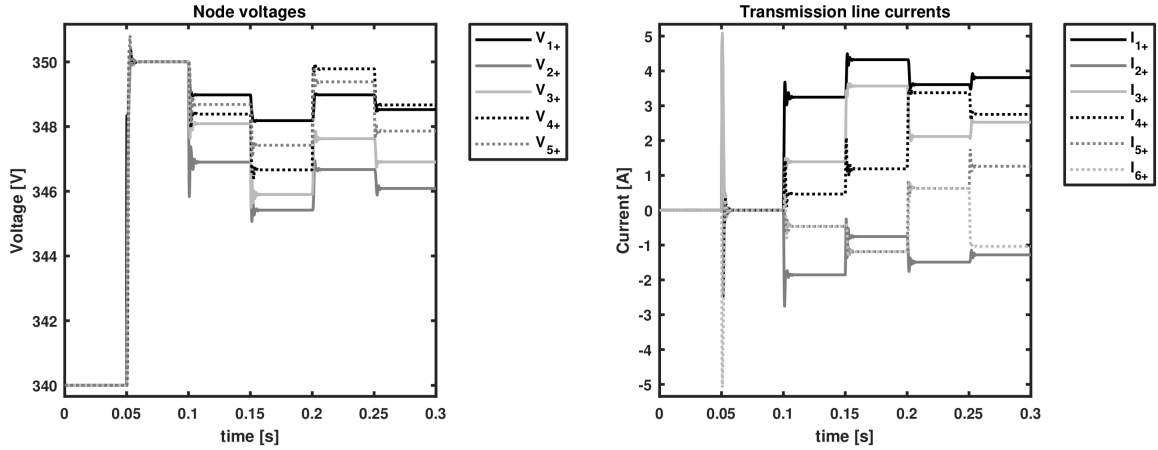 Node voltages
350
348
346
344
342
340
Voltage [V]
0
0.05
0.1
0.15
0.2
0.25
0.3
time [s]
V1+
V2+
V3+
V4+
V5+
Transmission line currents
5
4
3
2
1
0
-1
-2
-3
-4
-5
Current [A]
0
0.05
0.1
0.15
0.2
0.25
0.3
time [s]
I1+
I2+
I3+
I4+
I5+
I6+